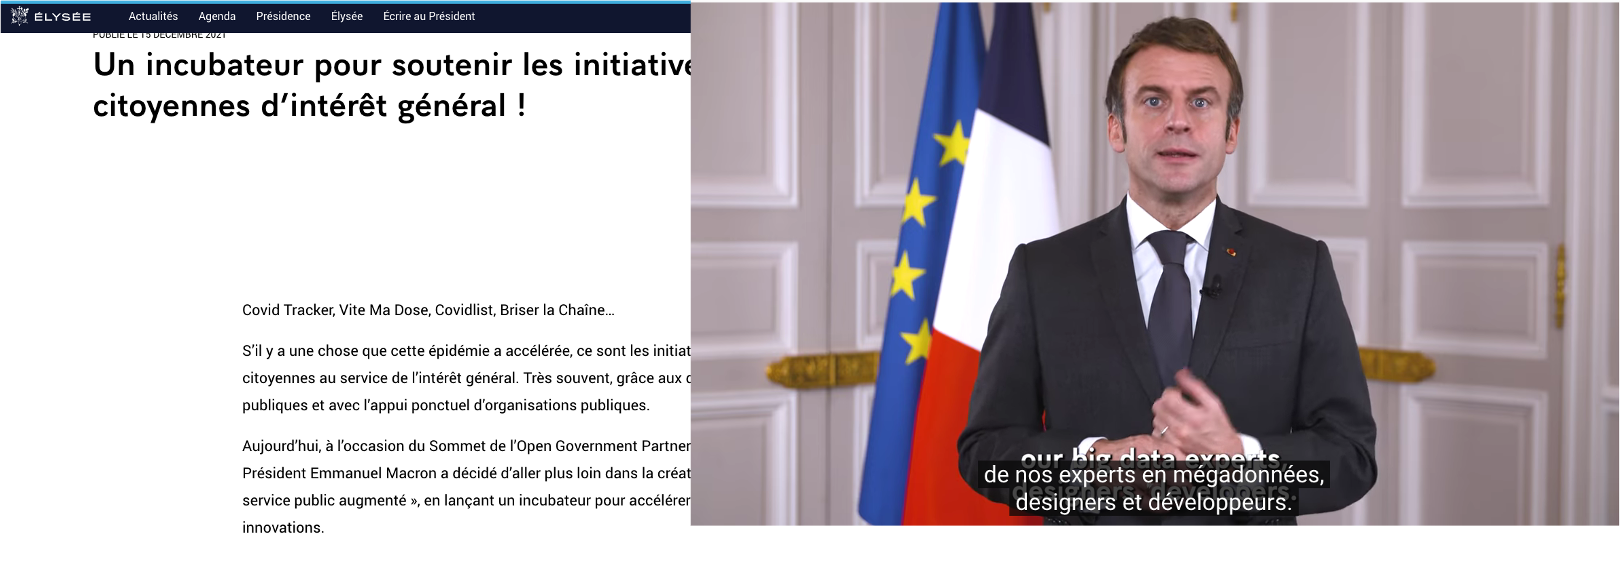 ÉLYSÉE
Actualités Agenda Présidence Élysée Écrire au Président
PUBLIÉ LE 15 DÉCEMBRE 2021
Un incubateur pour soutenir les initiative
citoyennes d’intérêt général !
Covid Tracker, Vite Ma Dose, Covidlist, Briser la Chaîne…
S’il y a une chose que cette épidémie a accélérée, ce sont les initiat
citoyennes au service de l’intérêt général. Très souvent, grâce aux d
publiques et avec l’appui ponctuel d’organisations publiques.
Aujourd’hui, à l’occasion du Sommet de l’Open Government Partner
Président Emmanuel Macron a décidé d’aller plus loin dans la créat
service public augmenté », en lançant un incubateur pour accélérer
innovations.
our big data experts,
designers, developers.
de nos experts en mégadonnées,
designers et développeurs.